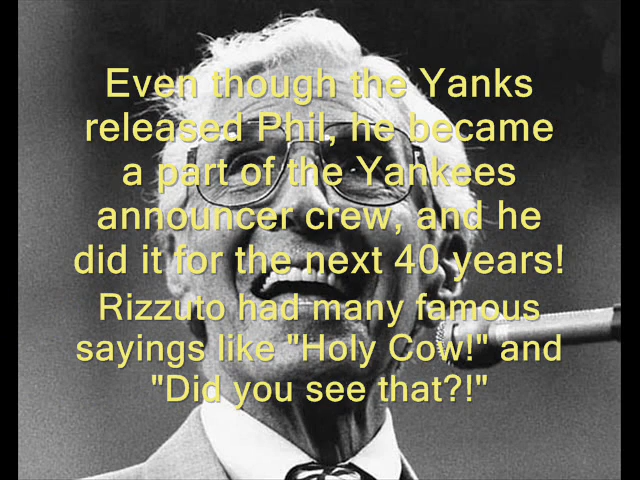 Even though the Yanks
released Phil, he became
a part of the Yankees
announcer crew, and he
did it for the next 40 years!
Rizzuto had many famous
sayings like "Holy Cow!" and
"Did you see that?!"